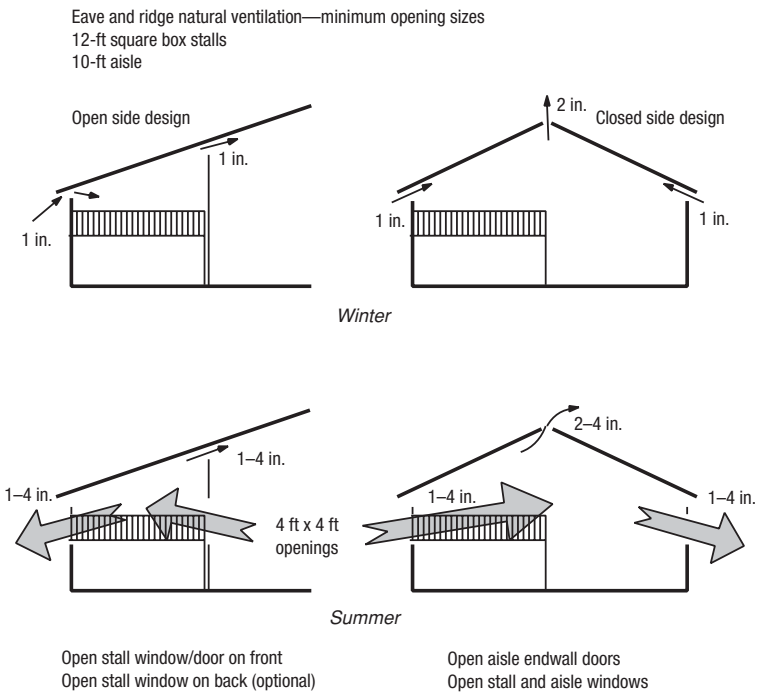 Eave and ridge natural ventilation—minimum opening sizes
12-ft square box stalls
10-ft aisle
Open side design
1 in.
1 in.
2 in.
Closed side design
1 in.
1 in.
Winter
1–4 in.
1–4 in.
4 ft x 4 ft
openings
2–4 in.
1–4 in.
1–4 in.
Summer
Open stall window/door on front
Open stall window on back (optional)
Open aisle endwall doors
Open stall and aisle windows